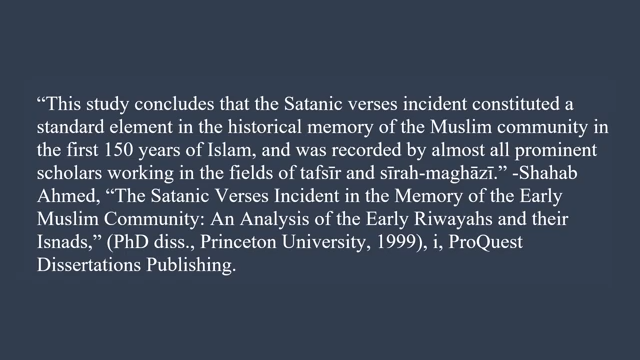 “This study concludes that the Satanic verses incident constituted a
standard element in the historical memory of the Muslim community in
the first 150 years of Islam, and was recorded by almost all prominent
scholars working in the fields of tafsīr and sīrah-maghāzī.” -Shahab
Ahmed, “The Satanic Verses Incident in the Memory of the Early
Muslim Community: An Analysis of the Early Riwayahs and their
Isnads,” (PhD diss., Princeton University, 1999), i, ProQuest
Dissertations Publishing.